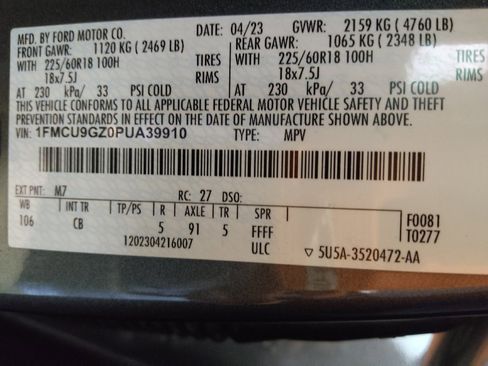 MFD. BY FORD MOTOR CO. DATE: 04/23 GVWR: 2159 KG ( 4760 LB)
FRONT GAWR: 1120 KG ( 2469 LB) REAR GAWR: 1065 KG ( 2348 LB)
WITH 225/60R18 100H TIRES WITH 225/60R18 100H TIRES
18x7.5J RIMS 18x7.5J RIMS
AT 230 kPa/ 33 PSI COLD AT 230 kPa/ 33 PSI COLD
THIS VEHICLE CONFORMS TO ALL APPLICABLE FEDERAL MOTOR VEHICLE SAFETY AND THEFT
PREVENTION STANDARDS IN EFFECT ON THE DATE OF MANUFACTURE SHOWN ABOVE.
VIN: 1FMCU9GZ0PUA39910 TYPE: MPV
EXT PNT: M7 RC: 27 DSO:
WB INT TR TP/PS R AXLE TR SPR F0081
106 CB 5 91 5 FFFF T0277
1202304216007 ULC ▽ 5U5A-3520472-AA